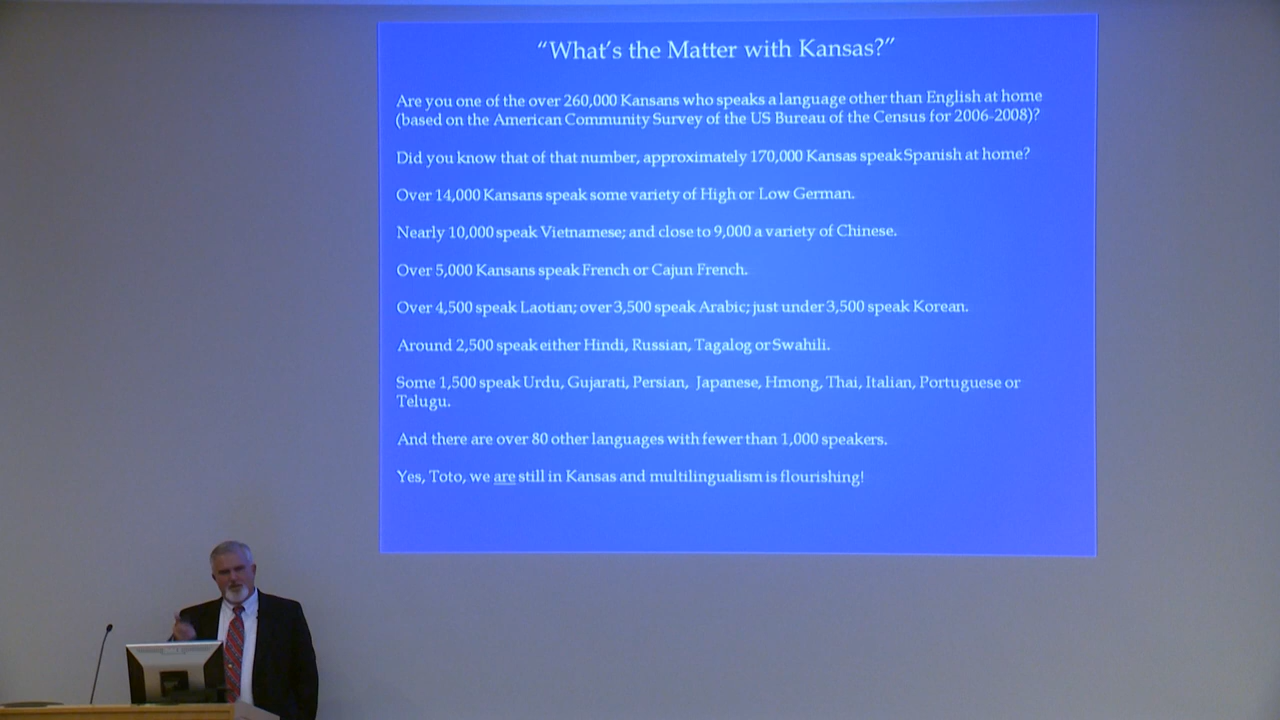 “What’s the Matter with Kansas?”
Are you one of the over 260,000 Kansans who speaks a language other than English at home
(based on the American Community Survey of the US Bureau of the Census for 2006-2008)?
Did you know that of that number, approximately 170,000 Kansas speak Spanish at home?
Over 14,000 Kansans speak some variety of High or Low German.
Nearly 10,000 speak Vietnamese; and close to 9,000 a variety of Chinese.
Over 5,000 Kansans speak French or Cajun French.
Over 4,500 speak Laotian; over 3,500 speak Arabic; just under 3,500 speak Korean.
Around 2,500 speak either Hindi, Russian, Tagalog or Swahili.
Some 1,500 speak Urdu, Gujarati, Persian, Japanese, Hmong, Thai, Italian, Portuguese or
Telugu.
And there are over 80 other languages with fewer than 1,000 speakers.
Yes, Toto, we are still in Kansas and multilingualism is flourishing!